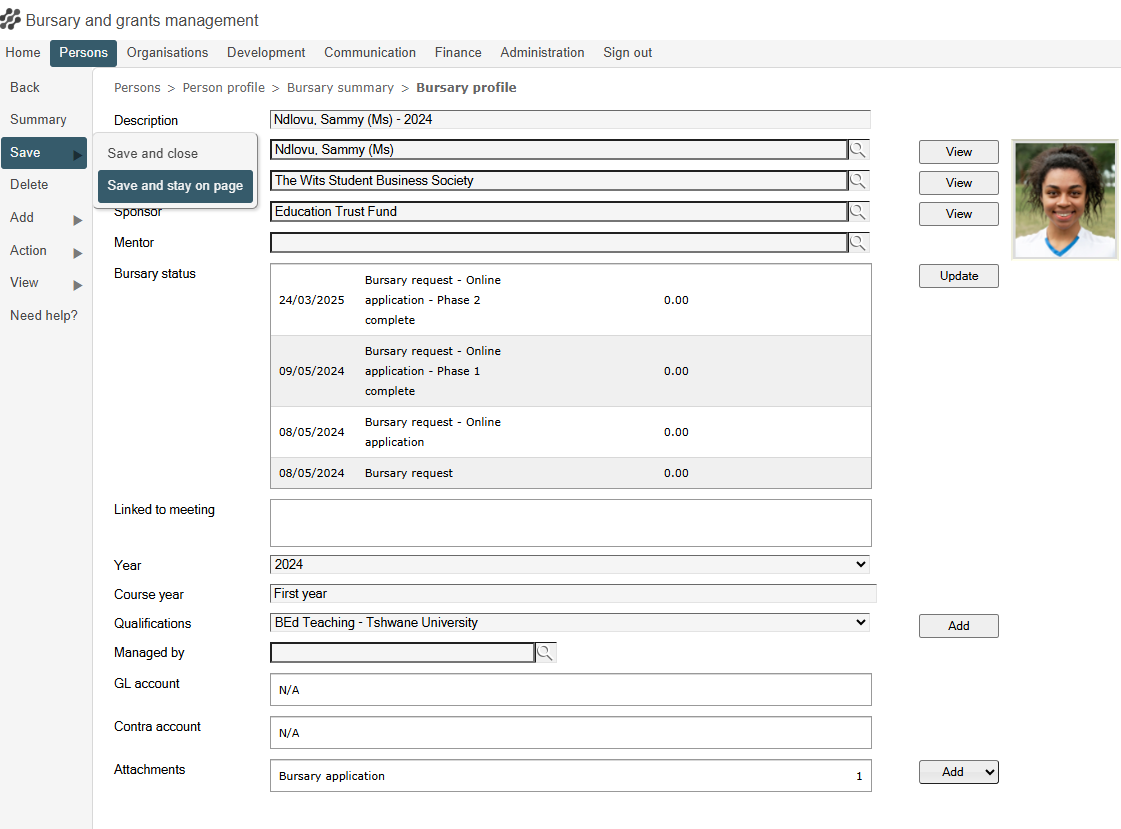 Bursary and grants management
Home Persons Organisations Development Communication Finance Administration Sign out
Back
Summary
Save
Delete
Add
Action
View
Need help?
Save and close
Save and stay on page
Persons > Person profile > Bursary summary > Bursary profile
Description Ndlovu, Sammy (Ms) - 2024
Ndlovu, Sammy (Ms) View
The Wits Student Business Society View
Sponsor Education Trust Fund View
Mentor
Bursary status Update
24/03/2025 Bursary request - Online application - Phase 2 complete 0.00
09/05/2024 Bursary request - Online application - Phase 1 complete 0.00
08/05/2024 Bursary request - Online application 0.00
08/05/2024 Bursary request 0.00
Linked to meeting
Year 2024
Course year First year
Qualifications BEd Teaching - Tshwane University Add
Managed by
GL account N/A
Contra account N/A
Attachments Bursary application 1 Add